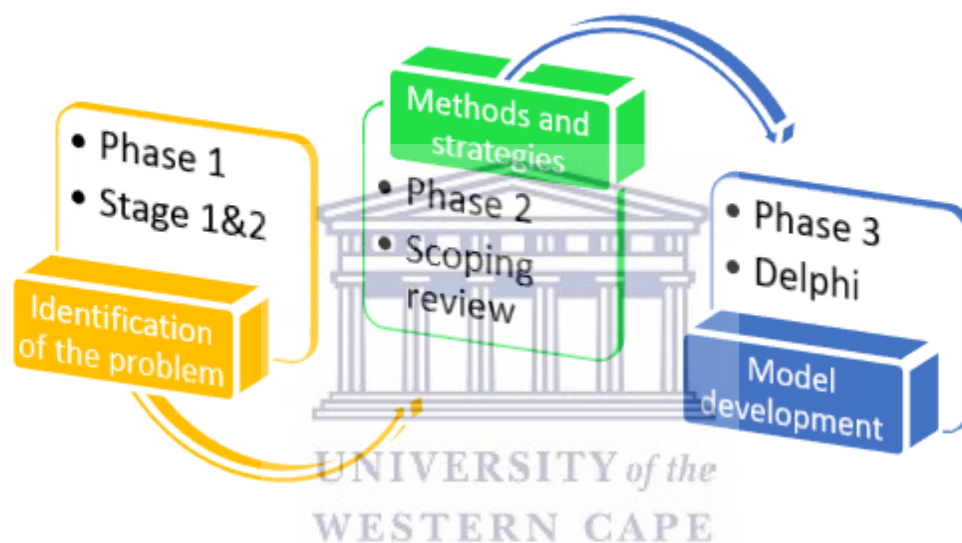 • Phase 1
• Stage 1&2
Identification
of the problem
Methods and
strategies
• Phase 2
• Scoping
review
• Phase 3
• Delphi
Model
development
UNIVERSITY of the
WESTERN CAPE